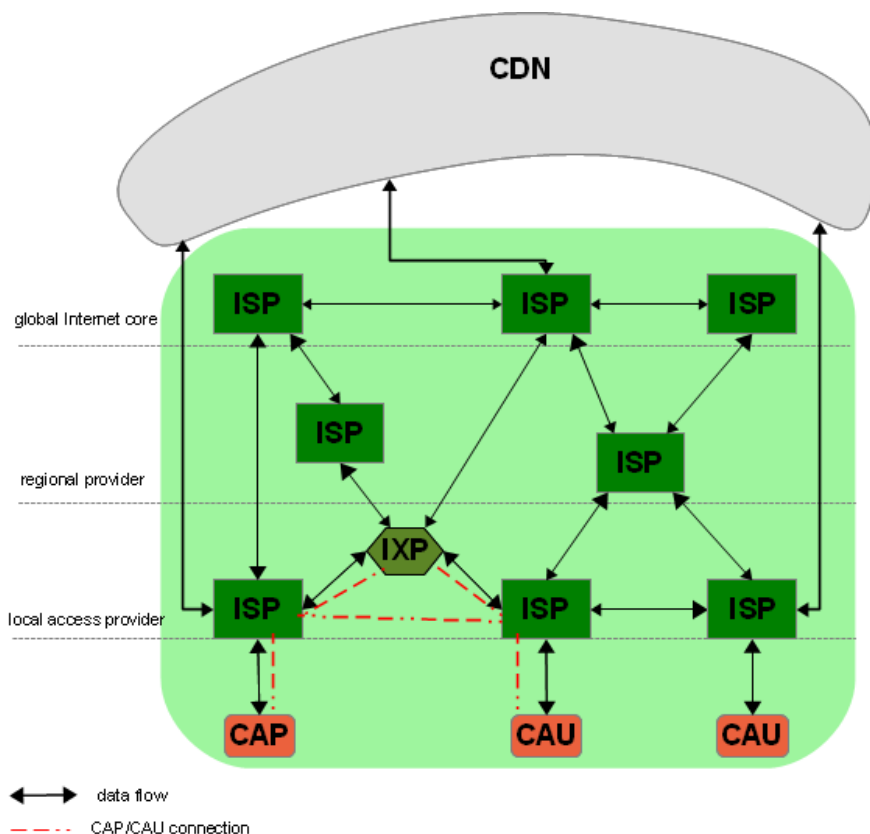 CDN
ISP
ISP
ISP
global Internet core
ISP
ISP
regional provider
IXP
ISP
ISP
ISP
local access provider
CAP
CAU
CAU
data flow
CAP/CAU connection